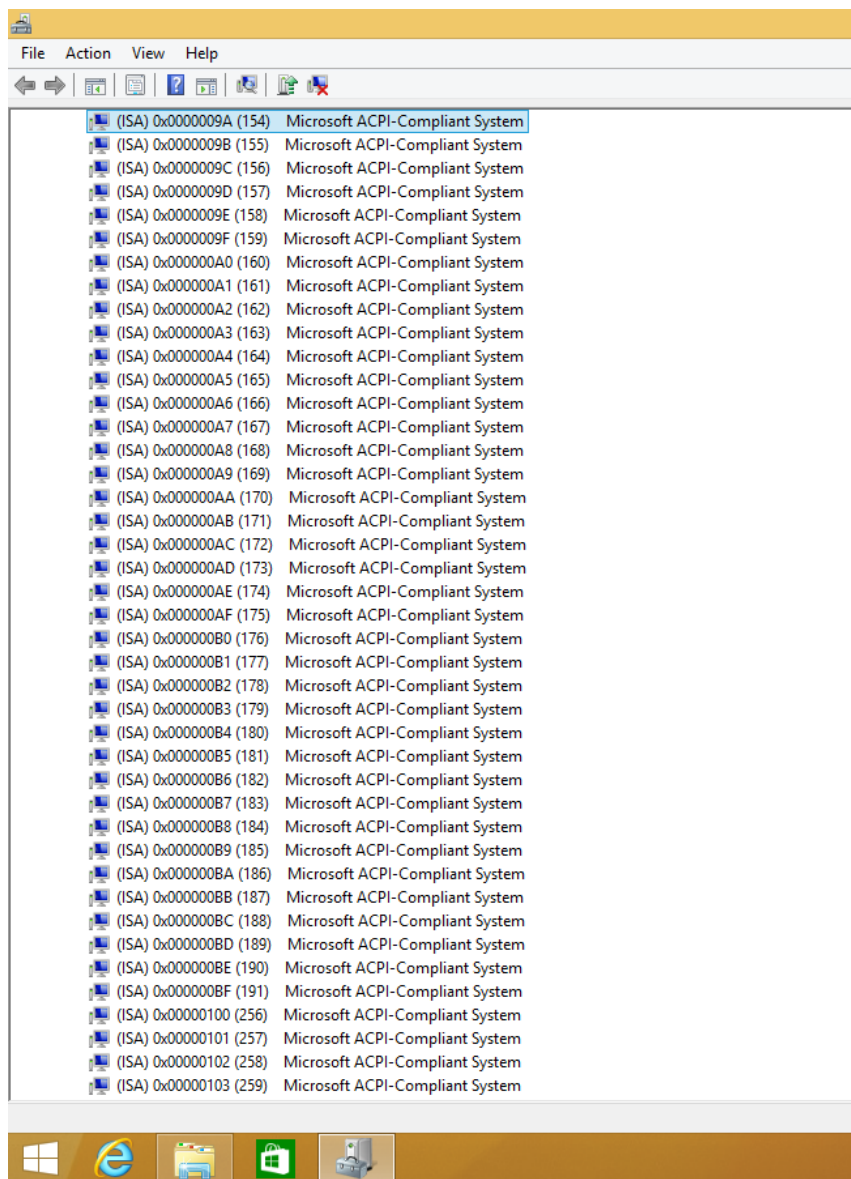 File Action View Help
(ISA) 0x0000009A (154) Microsoft ACPI-Compliant System
(ISA) 0x0000009B (155) Microsoft ACPI-Compliant System
(ISA) 0x0000009C (156) Microsoft ACPI-Compliant System
(ISA) 0x0000009D (157) Microsoft ACPI-Compliant System
(ISA) 0x0000009E (158) Microsoft ACPI-Compliant System
(ISA) 0x0000009F (159) Microsoft ACPI-Compliant System
(ISA) 0x000000A0 (160) Microsoft ACPI-Compliant System
(ISA) 0x000000A1 (161) Microsoft ACPI-Compliant System
(ISA) 0x000000A2 (162) Microsoft ACPI-Compliant System
(ISA) 0x000000A3 (163) Microsoft ACPI-Compliant System
(ISA) 0x000000A4 (164) Microsoft ACPI-Compliant System
(ISA) 0x000000A5 (165) Microsoft ACPI-Compliant System
(ISA) 0x000000A6 (166) Microsoft ACPI-Compliant System
(ISA) 0x000000A7 (167) Microsoft ACPI-Compliant System
(ISA) 0x000000A8 (168) Microsoft ACPI-Compliant System
(ISA) 0x000000A9 (169) Microsoft ACPI-Compliant System
(ISA) 0x000000AA (170) Microsoft ACPI-Compliant System
(ISA) 0x000000AB (171) Microsoft ACPI-Compliant System
(ISA) 0x000000AC (172) Microsoft ACPI-Compliant System
(ISA) 0x000000AD (173) Microsoft ACPI-Compliant System
(ISA) 0x000000AE (174) Microsoft ACPI-Compliant System
(ISA) 0x000000AF (175) Microsoft ACPI-Compliant System
(ISA) 0x000000B0 (176) Microsoft ACPI-Compliant System
(ISA) 0x000000B1 (177) Microsoft ACPI-Compliant System
(ISA) 0x000000B2 (178) Microsoft ACPI-Compliant System
(ISA) 0x000000B3 (179) Microsoft ACPI-Compliant System
(ISA) 0x000000B4 (180) Microsoft ACPI-Compliant System
(ISA) 0x000000B5 (181) Microsoft ACPI-Compliant System
(ISA) 0x000000B6 (182) Microsoft ACPI-Compliant System
(ISA) 0x000000B7 (183) Microsoft ACPI-Compliant System
(ISA) 0x000000B8 (184) Microsoft ACPI-Compliant System
(ISA) 0x000000B9 (185) Microsoft ACPI-Compliant System
(ISA) 0x000000BA (186) Microsoft ACPI-Compliant System
(ISA) 0x000000BB (187) Microsoft ACPI-Compliant System
(ISA) 0x000000BC (188) Microsoft ACPI-Compliant System
(ISA) 0x000000BD (189) Microsoft ACPI-Compliant System
(ISA) 0x000000BE (190) Microsoft ACPI-Compliant System
(ISA) 0x000000BF (191) Microsoft ACPI-Compliant System
(ISA) 0x00000100 (256) Microsoft ACPI-Compliant System
(ISA) 0x00000101 (257) Microsoft ACPI-Compliant System
(ISA) 0x00000102 (258) Microsoft ACPI-Compliant System
(ISA) 0x00000103 (259) Microsoft ACPI-Compliant System